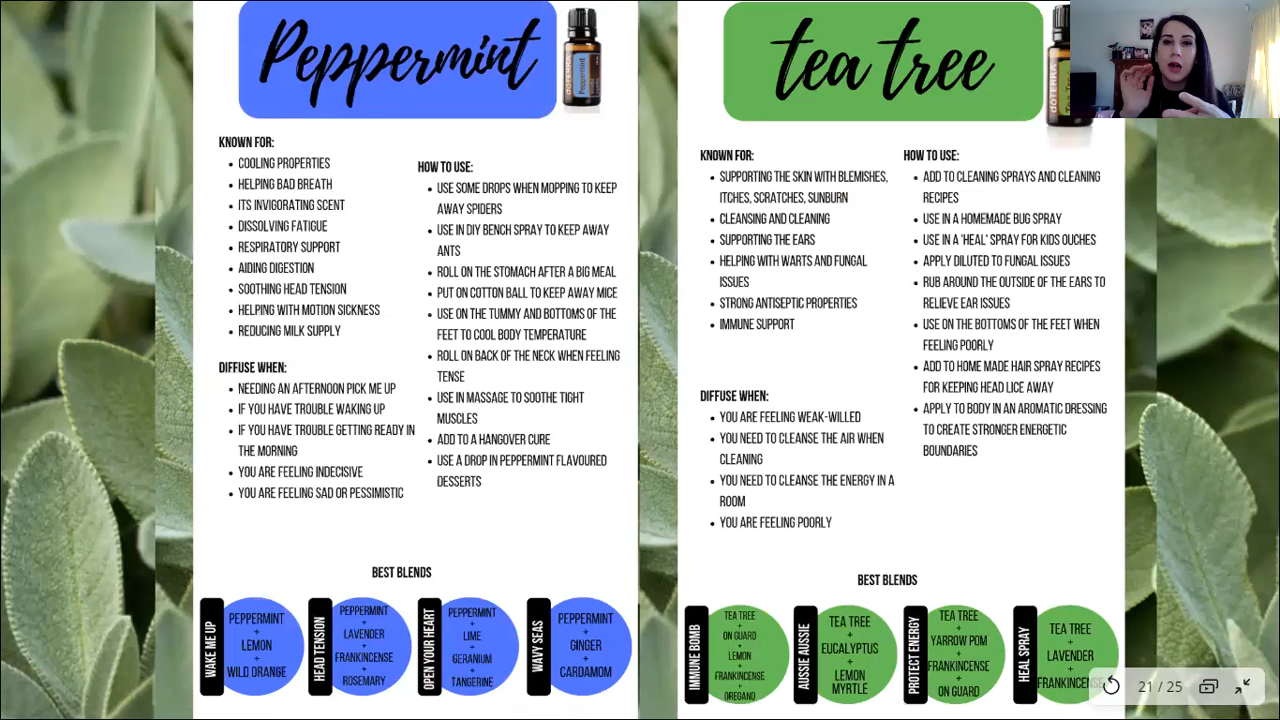 Peppermint
dōTERRA
Peppermint
KNOWN FOR:
COOLING PROPERTIES
HELPING BAD BREATH
ITS INVIGORATING SCENT
DISSOLVING FATIGUE
RESPIRATORY SUPPORT
AIDING DIGESTION
SOOTHING HEAD TENSION
HELPING WITH MOTION SICKNESS
REDUCING MILK SUPPLY
DIFFUSE WHEN:
NEEDING AN AFTERNOON PICK ME UP
IF YOU HAVE TROUBLE WAKING UP
IF YOU HAVE TROUBLE GETTING READY IN
THE MORNING
YOU ARE FEELING INDECISIVE
YOU ARE FEELING SAD OR PESSIMISTIC
HOW TO USE:
USE SOME DROPS WHEN MOPPING TO KEEP
AWAY SPIDERS
USE IN DIY BENCH SPRAY TO KEEP AWAY
ANTS
ROLL ON THE STOMACH AFTER A BIG MEAL
PUT ON COTTON BALL TO KEEP AWAY MICE
USE ON THE TUMMY AND BOTTOMS OF THE
FEET TO COOL BODY TEMPERATURE
ROLL ON BACK OF THE NECK WHEN FEELING
TENSE
USE IN MASSAGE TO SOOTHE TIGHT
MUSCLES
ADD TO A HANGOVER CURE
USE A DROP IN PEPPERMINT FLAVOURED
DESSERTS
BEST BLENDS
WAKE ME UP
PEPPERMINT
+
LEMON
+
WILD ORANGE
HEAD TENSION
PEPPERMINT
+
LAVENDER
+
FRANKINCENSE
+
ROSEMARY
OPEN YOUR HEART
PEPPERMINT
+
LIME
+
GERANIUM
+
TANGERINE
WAVY SEAS
PEPPERMINT
+
GINGER
+
CARDAMOM
tea tree
dōTERRA
KNOWN FOR:
SUPPORTING THE SKIN WITH BLEMISHES,
ITCHES, SCRATCHES, SUNBURN
CLEANSING AND CLEANING
SUPPORTING THE EARS
HELPING WITH WARTS AND FUNGAL
ISSUES
STRONG ANTISEPTIC PROPERTIES
IMMUNE SUPPORT
DIFFUSE WHEN:
YOU ARE FEELING WEAK-WILLED
YOU NEED TO CLEANSE THE AIR WHEN
CLEANING
YOU NEED TO CLEANSE THE ENERGY IN A
ROOM
YOU ARE FEELING POORLY
HOW TO USE:
ADD TO CLEANING SPRAYS AND CLEANING
RECIPES
USE IN A HOMEMADE BUG SPRAY
USE IN A 'HEAL' SPRAY FOR KIDS OUCHES
APPLY DILUTED TO FUNGAL ISSUES
RUB AROUND THE OUTSIDE OF THE EARS TO
RELIEVE EAR ISSUES
USE ON THE BOTTOMS OF THE FEET WHEN
FEELING POORLY
ADD TO HOME MADE HAIR SPRAY RECIPES
FOR KEEPING HEAD LICE AWAY
APPLY TO BODY IN AN AROMATIC DRESSING
TO CREATE STRONGER ENERGETIC
BOUNDARIES
BEST BLENDS
IMMUNE BOMB
TEA TREE
+
ON GUARD
+
LEMON
+
FRANKINCENSE
+
OREGANO
AUSSIE AUSSIE
TEA TREE
+
EUCALYPTUS
+
LEMON
MYRTLE
PROTECT ENERGY
TEA TREE
+
YARROW POM
+
FRANKINCENSE
+
ON GUARD
HEAL SPRAY
TEA TREE
+
LAVENDER
+
FRANKINCENSE
21 / 25